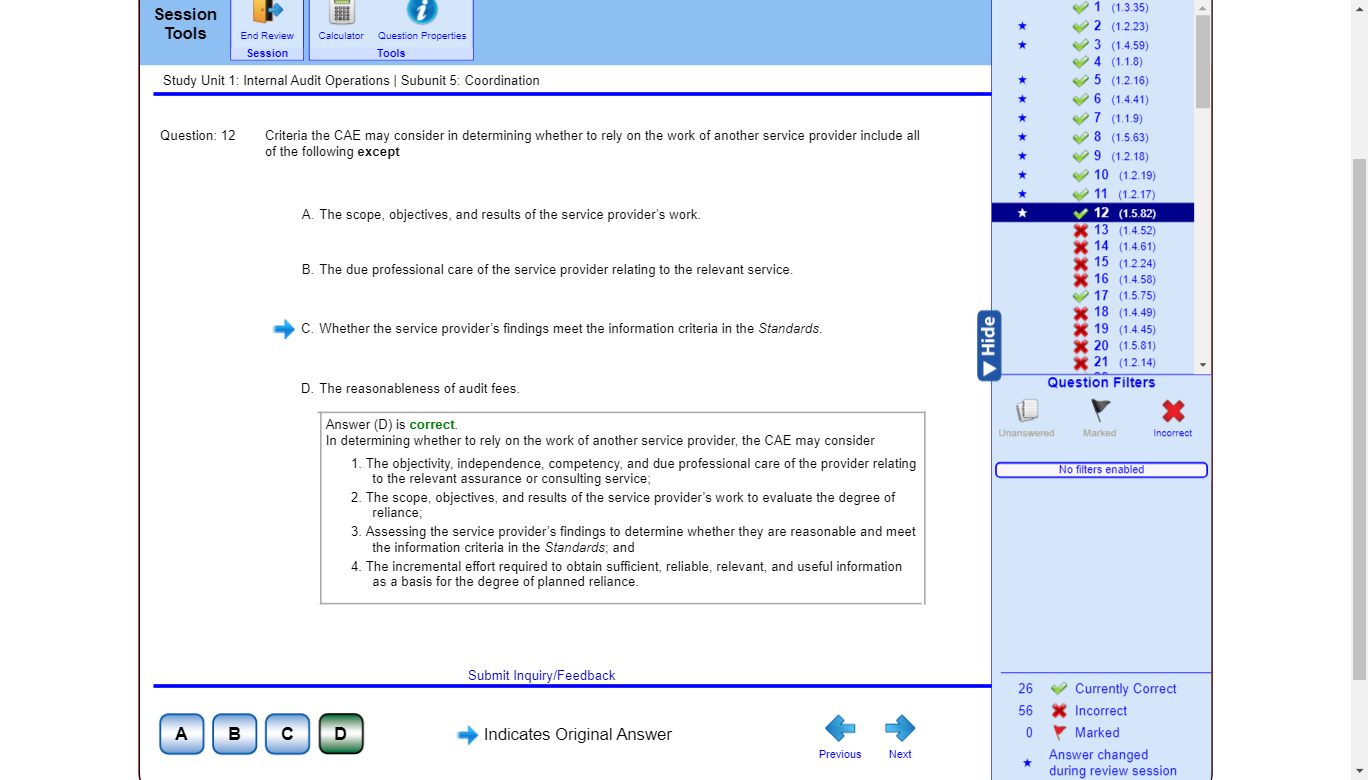 Session
Tools
End Review
Session
Calculator
Question Properties
Tools
Study Unit 1: Internal Audit Operations | Subunit 5: Coordination
Question: 12
Criteria the CAE may consider in determining whether to rely on the work of another service provider include all
of the following except
A. The scope, objectives, and results of the service provider's work.
B. The due professional care of the service provider relating to the relevant service.
C. Whether the service provider's findings meet the information criteria in the Standards.
D. The reasonableness of audit fees.
Answer (D) is correct.
In determining whether to rely on the work of another service provider, the CAE may consider
1. The objectivity, independence, competency, and due professional care of the provider relating
to the relevant assurance or consulting service;
2. The scope, objectives, and results of the service provider's work to evaluate the degree of
reliance;
3. Assessing the service provider's findings to determine whether they are reasonable and meet
the information criteria in the Standards; and
4. The incremental effort required to obtain sufficient, reliable, relevant, and useful information
as a basis for the degree of planned reliance.
Submit Inquiry/Feedback
A
B
C
D
Indicates Original Answer
Previous
Next
1 (1.3.35)
2 (1.2.23)
3 (1.4.59)
4 (1.1.8)
5 (1.2.16)
6 (1.4.41)
7 (1.1.9)
8 (1.5.63)
9 (1.2.18)
10 (1.2.19)
11 (1.2.17)
12 (1.5.82)
13 (1.4.52)
14 (1.4.61)
15 (1.2.24)
16 (1.4.58)
17 (1.5.75)
18 (1.4.49)
19 (1.4.45)
20 (1.5.81)
21 (1.2.14)
Hide
Question Filters
Unanswered
Marked
Incorrect
No filters enabled
26 Currently Correct
56 Incorrect
0 Marked
Answer changed
during review session